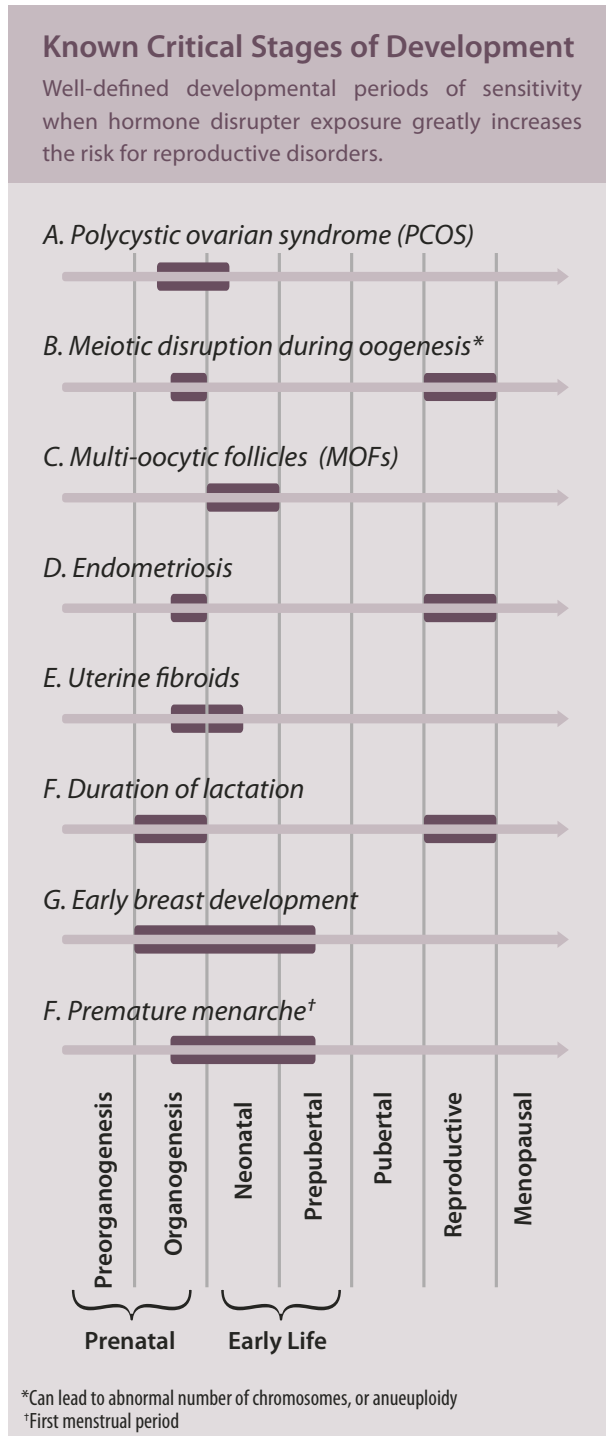 Known Critical Stages of Development
Well-defined developmental periods of sensitivity
when hormone disrupter exposure greatly increases
the risk for reproductive disorders.
A. Polycystic ovarian syndrome (PCOS)
B. Meiotic disruption during oogenesis*
C. Multi-oocytic follicles (MOFs)
D. Endometriosis
E. Uterine fibroids
F. Duration of lactation
G. Early breast development
F. Premature menarche†
Preorganogenesis
Organogenesis
Neonatal
Prepubertal
Pubertal
Reproductive
Menopausal
Prenatal
Early Life
*Can lead to abnormal number of chromosomes, or anueuploidy
†First menstrual period